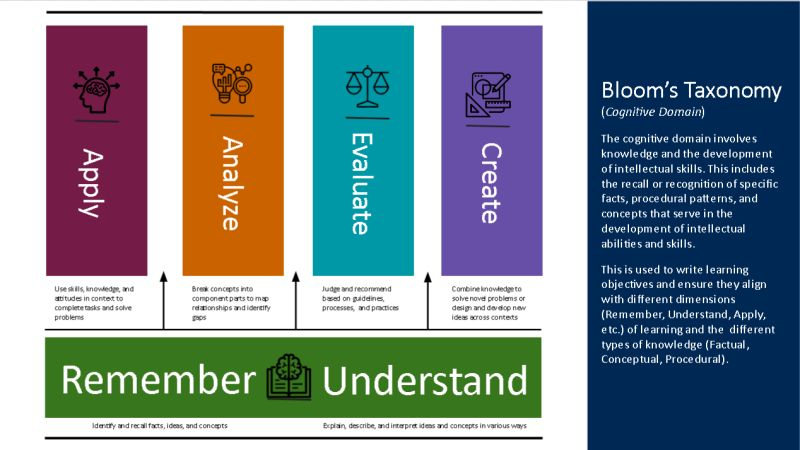 Apply
Analyze
Evaluate
Create
Use skills, knowledge, and
attitudes in context to
complete tasks and solve
problems
Break concepts into
component parts to map
relationships and identify
gaps
Judge and recommend
based on guidelines,
processes, and practices
Combine knowledge to
solve novel problems or
design and develop new
ideas across contexts
Remember Understand
Identify and recall facts, ideas, and concepts
Explain, describe, and interpret ideas and concepts in various ways
Bloom's Taxonomy
(Cognitive Domain)
The cognitive domain involves
knowledge and the development
of intellectual skills. This includes
the recall or recognition of specific
facts, procedural patterns, and
concepts that serve in the
development of intellectual
abilities and skills.
This is used to write learning
objectives and ensure they align
with different dimensions
(Remember, Understand, Apply,
etc.) of learning and the different
types of knowledge (Factual,
Conceptual, Procedural).